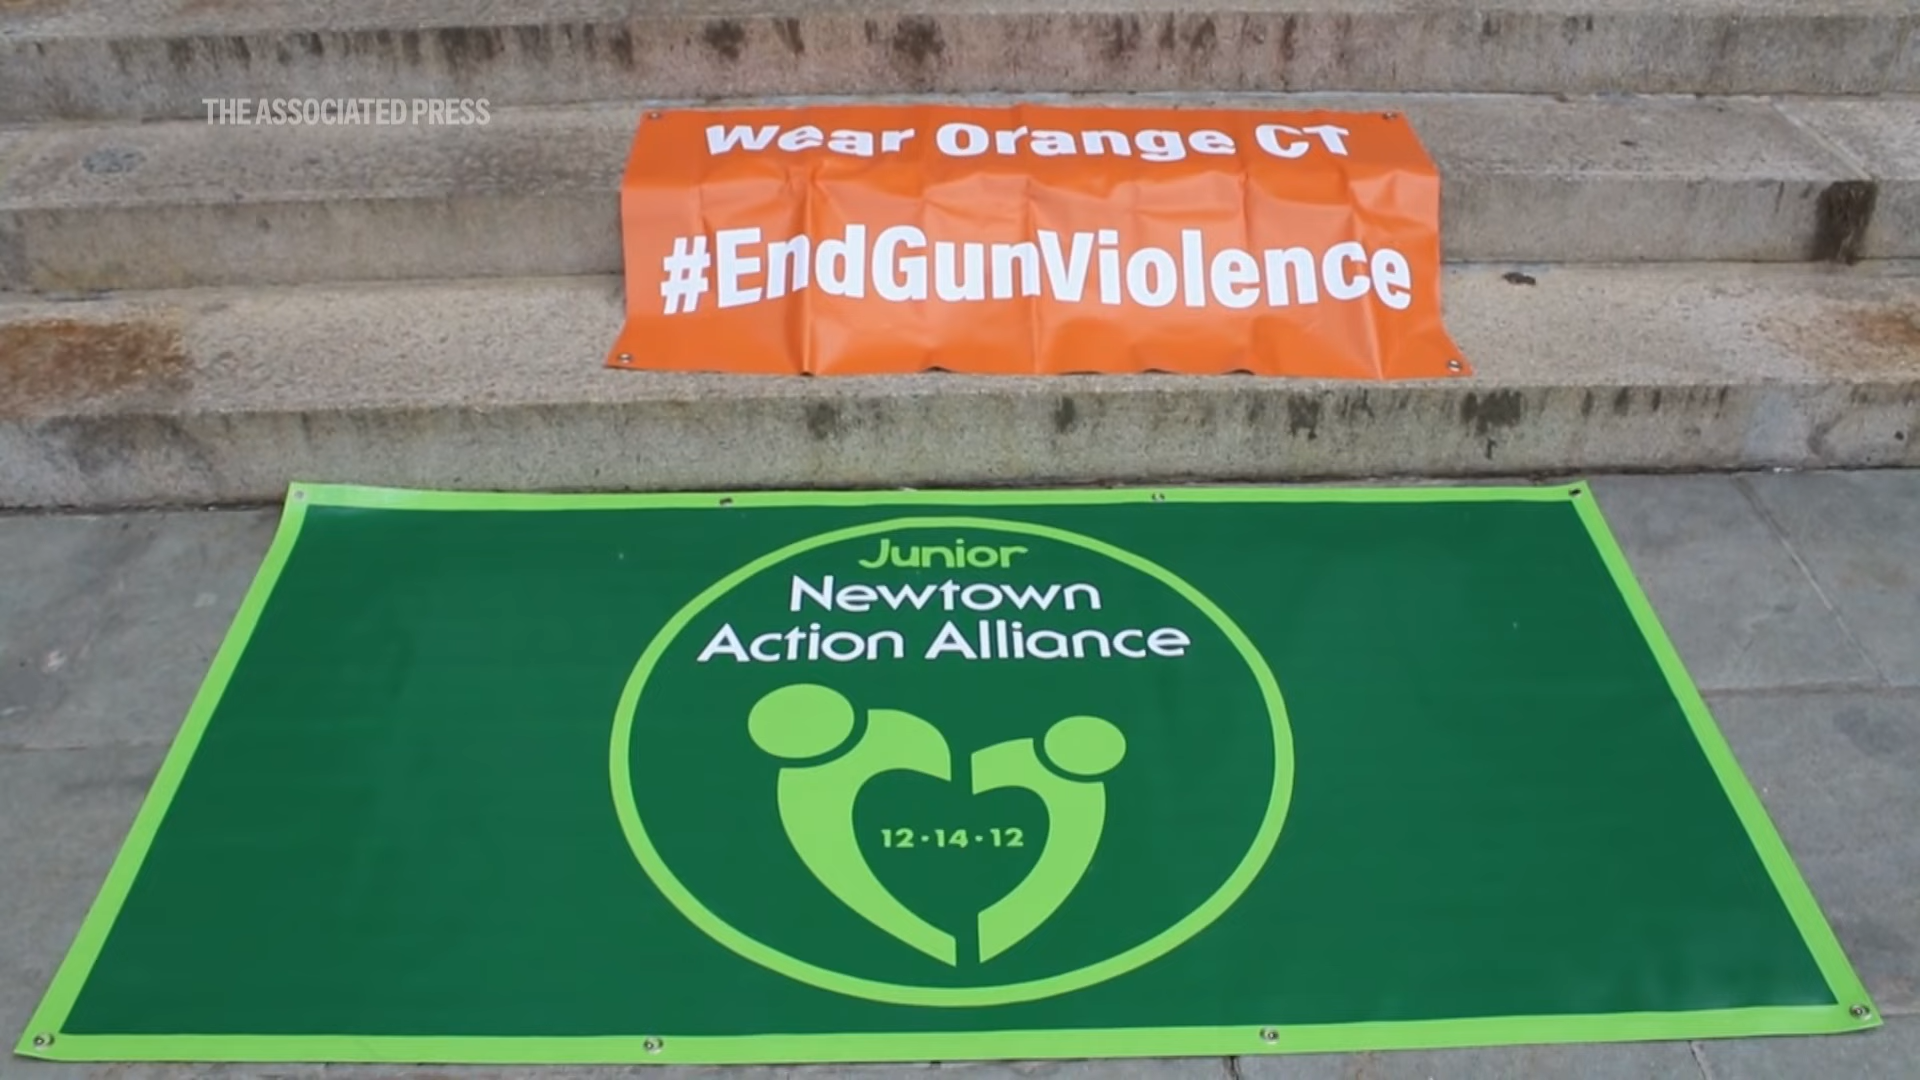 THE ASSOCIATED PRESS
Wear Orange CT
#EndGunViolence
Junior
Newtown
Action Alliance
12·14·12